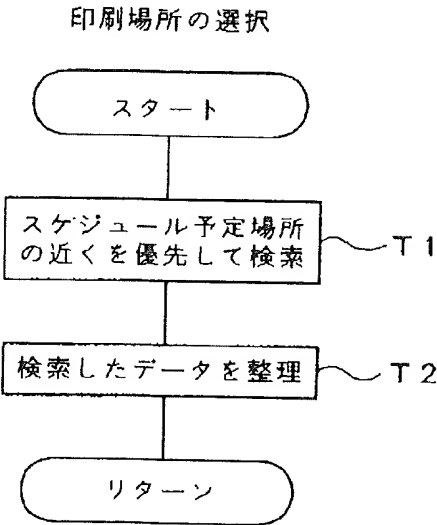 印刷場所の選択
スタート
スケジュール予定場所
の近くを優先して検索
T1
検索したデータを整理
T2
リターン